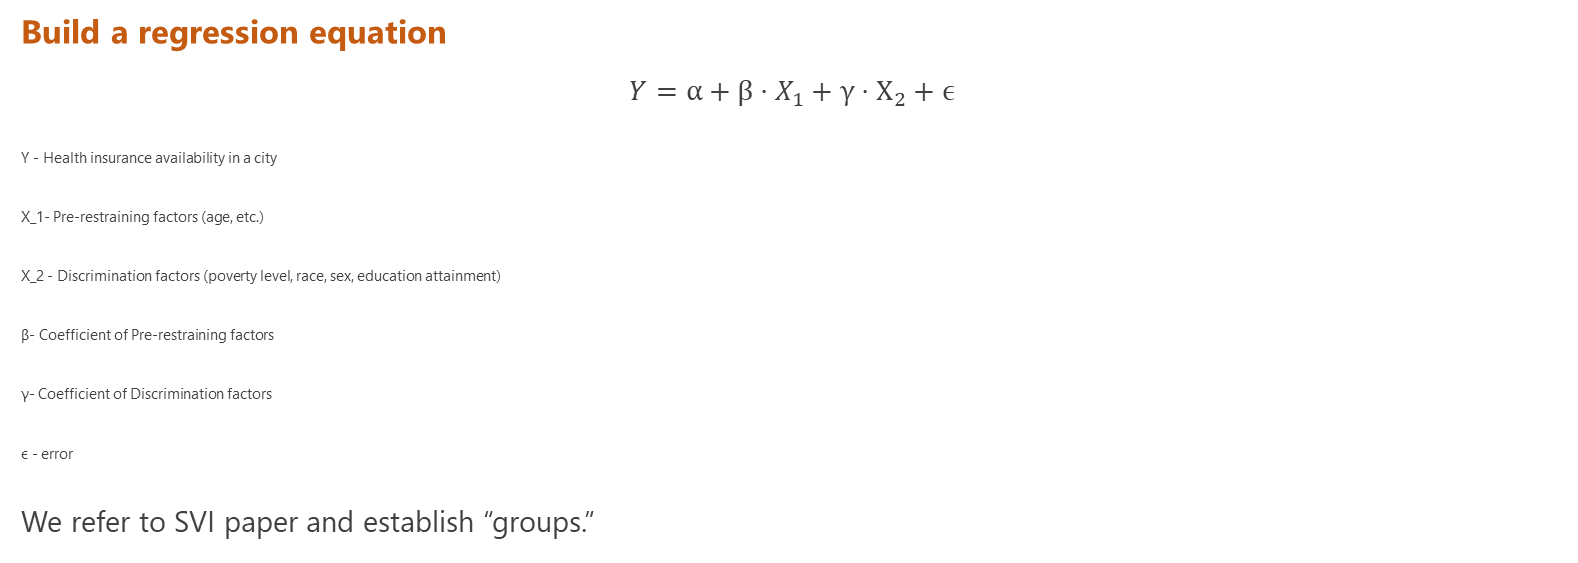 Build a regression equation
Y = α + β · X₁ + γ · X₂ + ϵ
Y - Health insurance availability in a city
X_1- Pre-restraining factors (age, etc.)
X_2 - Discrimination factors (poverty level, race, sex, education attainment)
β- Coefficient of Pre-restraining factors
γ- Coefficient of Discrimination factors
ϵ - error
We refer to SVI paper and establish “groups.”